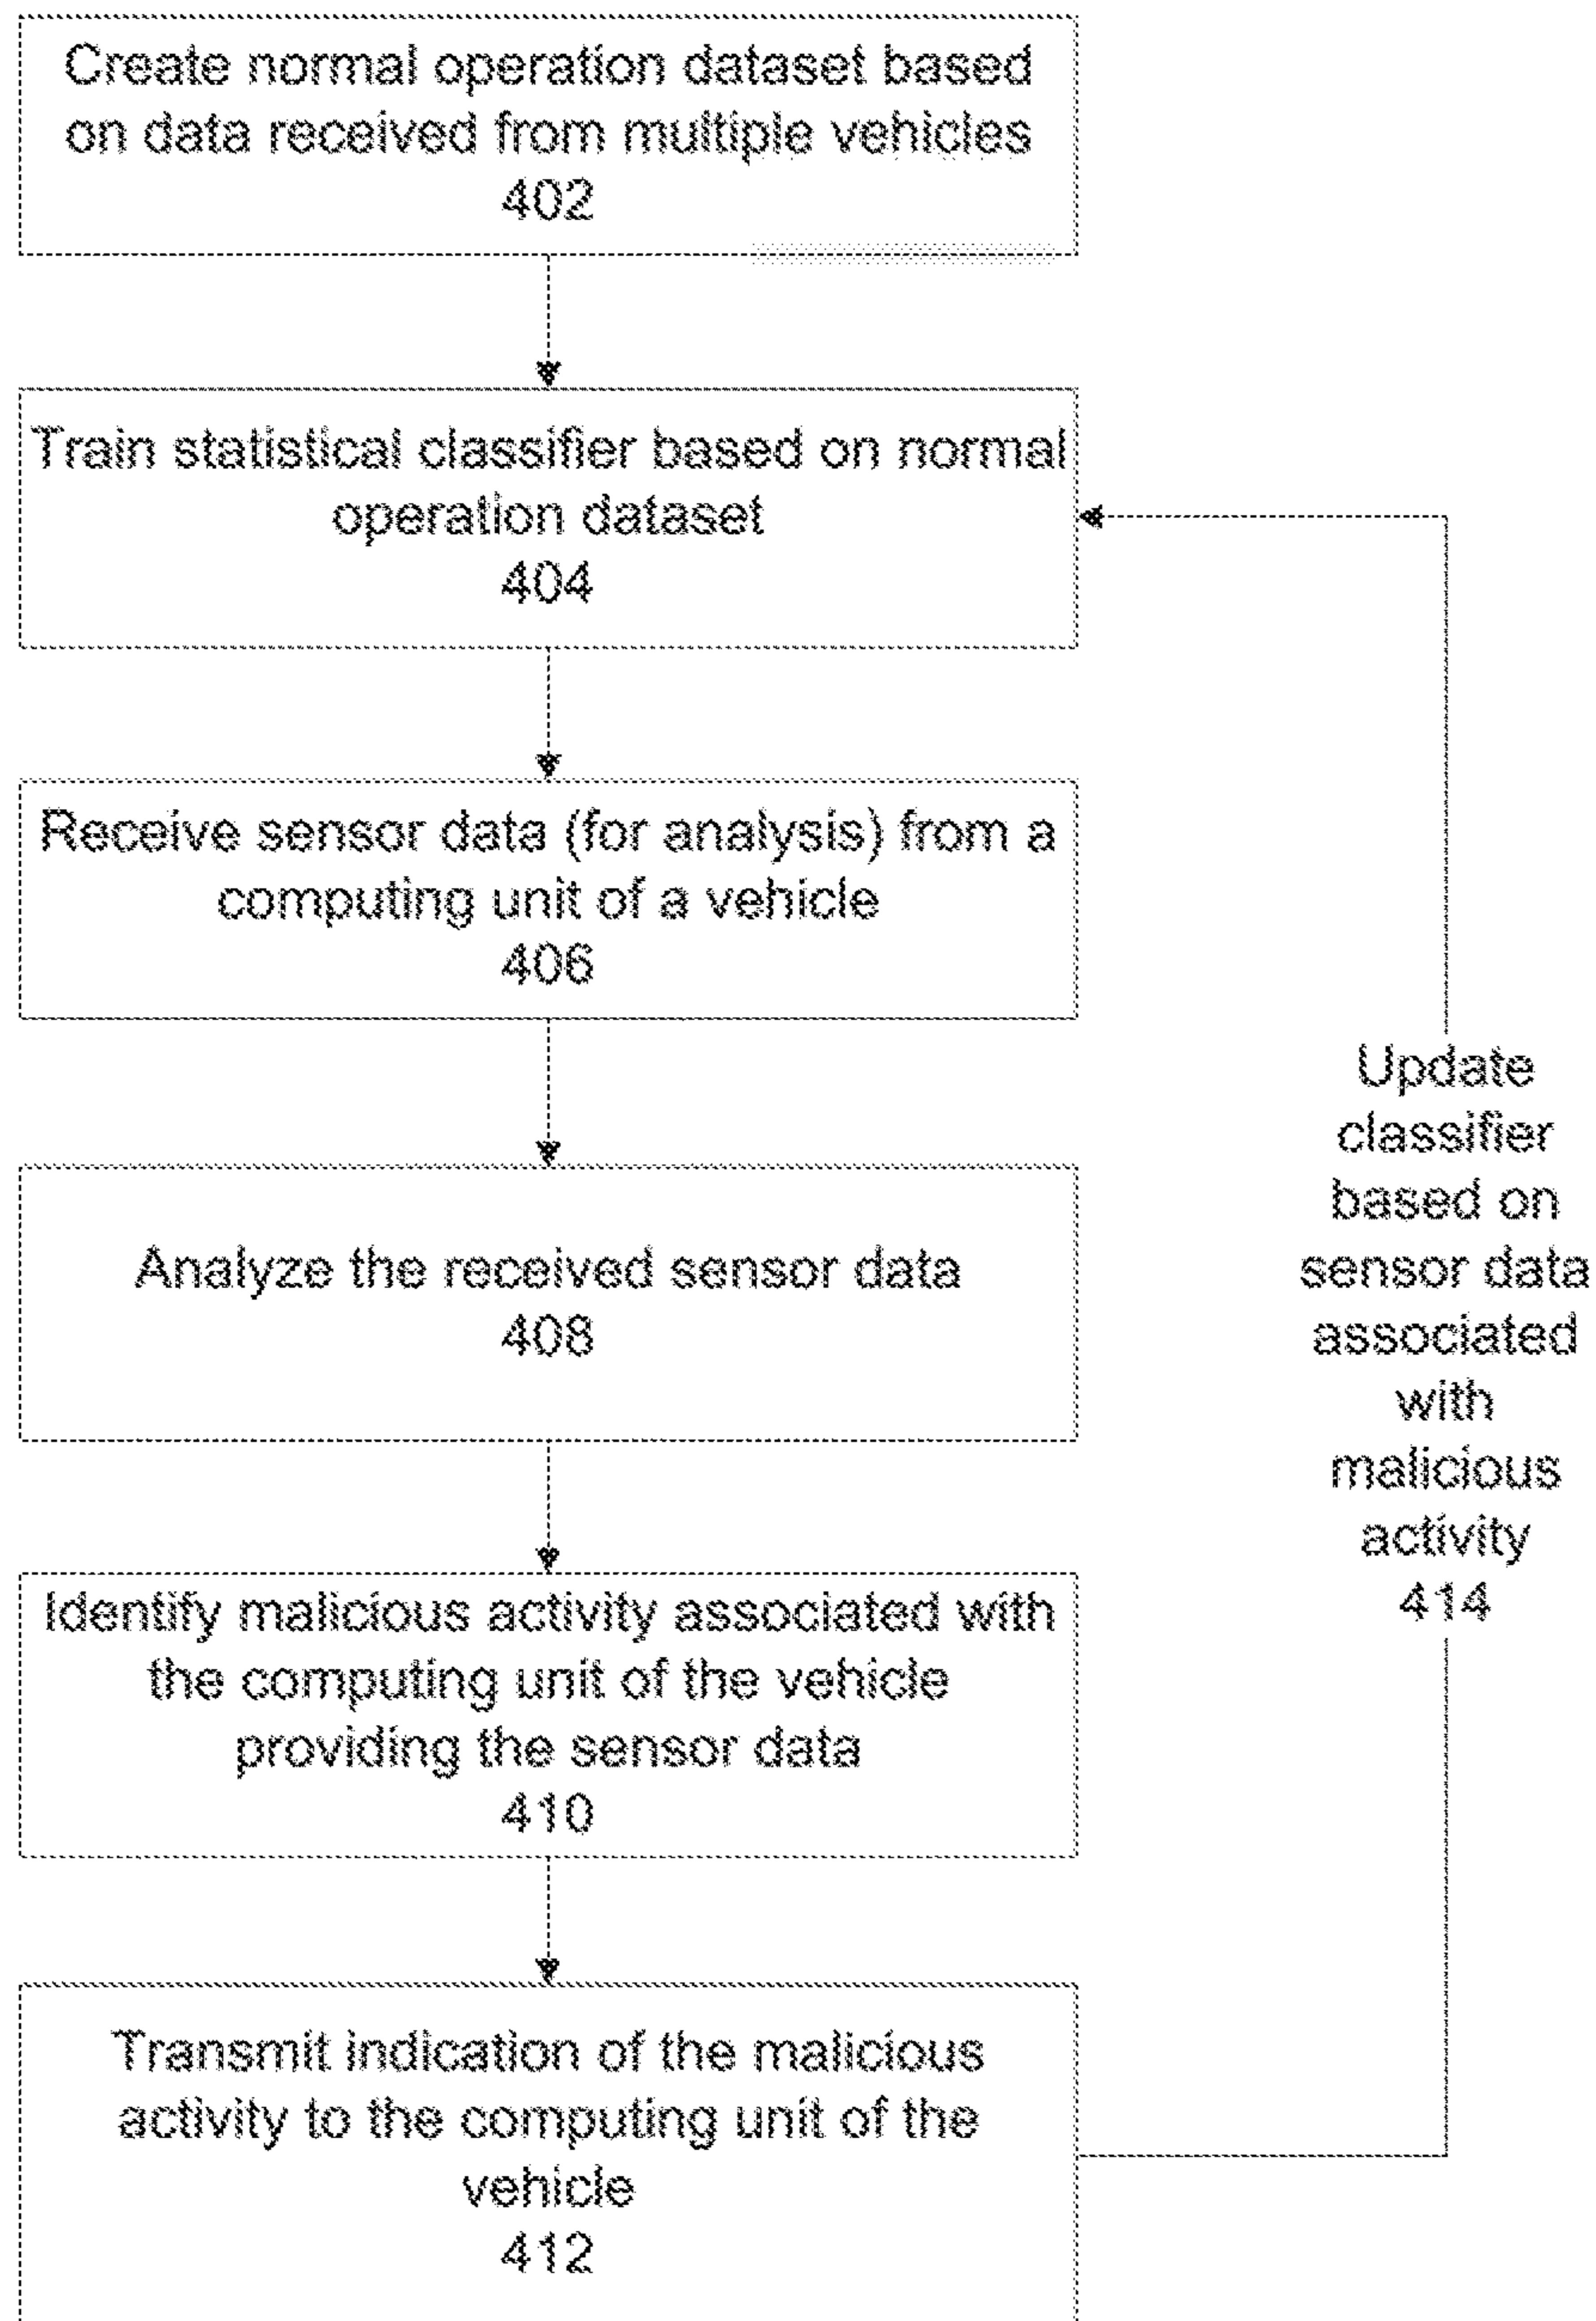 Create normal operation dataset based
on data received from multiple vehicles
402
Train statistical classifier based on normal
operation dataset
404
Receive sensor data (for analysis) from a
computing unit of a vehicle
406
Analyze the received sensor data
408
Identify malicious activity associated with
the computing unit of the vehicle
providing the sensor data
410
Transmit indication of the malicious
activity to the computing unit of the
vehicle
412
Update
classifier
based on
sensor data
associated
with
malicious
activity
414